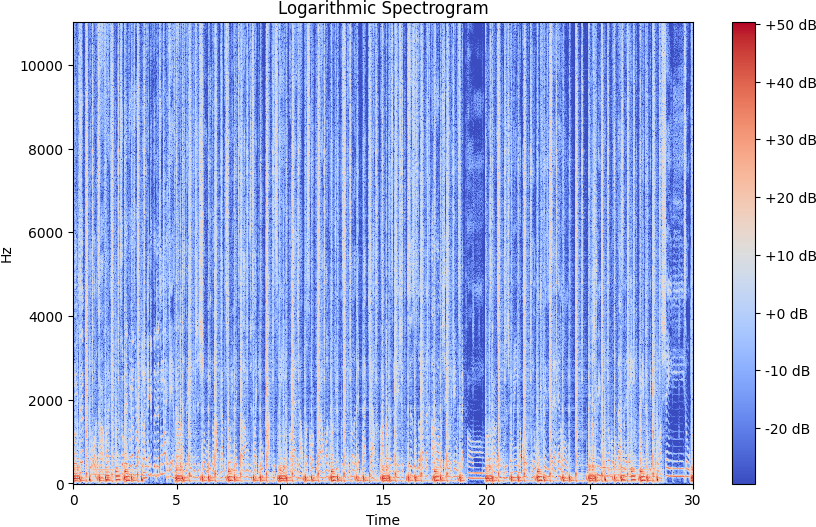 Logarithmic Spectrogram
Hz
10000
8000
6000
4000
2000
0
0 5 10 15 20 25 30
Time
+50 dB
+40 dB
+30 dB
+20 dB
+10 dB
+0 dB
-10 dB
-20 dB